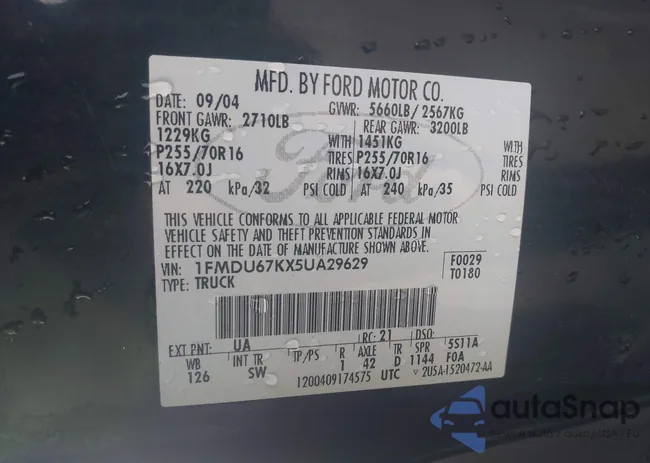 MFD. BY FORD MOTOR CO.
DATE: 09/04 GVWR: 5660LB / 2567KG
FRONT GAWR: 2710LB REAR GAWR: 3200LB
1229KG WITH 1451KG WITH
P255/70R16 TIRES P255/70R16 TIRES
16X7.0J RIMS 16X7.0J RIMS
AT 220 kPa/32 PSI COLD AT 240 kPa/35 PSI COLD
Ford
THIS VEHICLE CONFORMS TO ALL APPLICABLE FEDERAL MOTOR
VEHICLE SAFETY AND THEFT PREVENTION STANDARDS IN
EFFECT ON THE DATE OF MANUFACTURE SHOWN ABOVE.
VIN: 1FMDU67KX5UA29629 F0029
TYPE: TRUCK T0180
EXT PNT: UA RC: 21 DSO:
WB INT TR TP/PS R AXLE TR SPR 5S11A
126 SW 1 42 D 1144 F0A
1200409174575 UTC 2U5A-1520472-AA
autoSnap